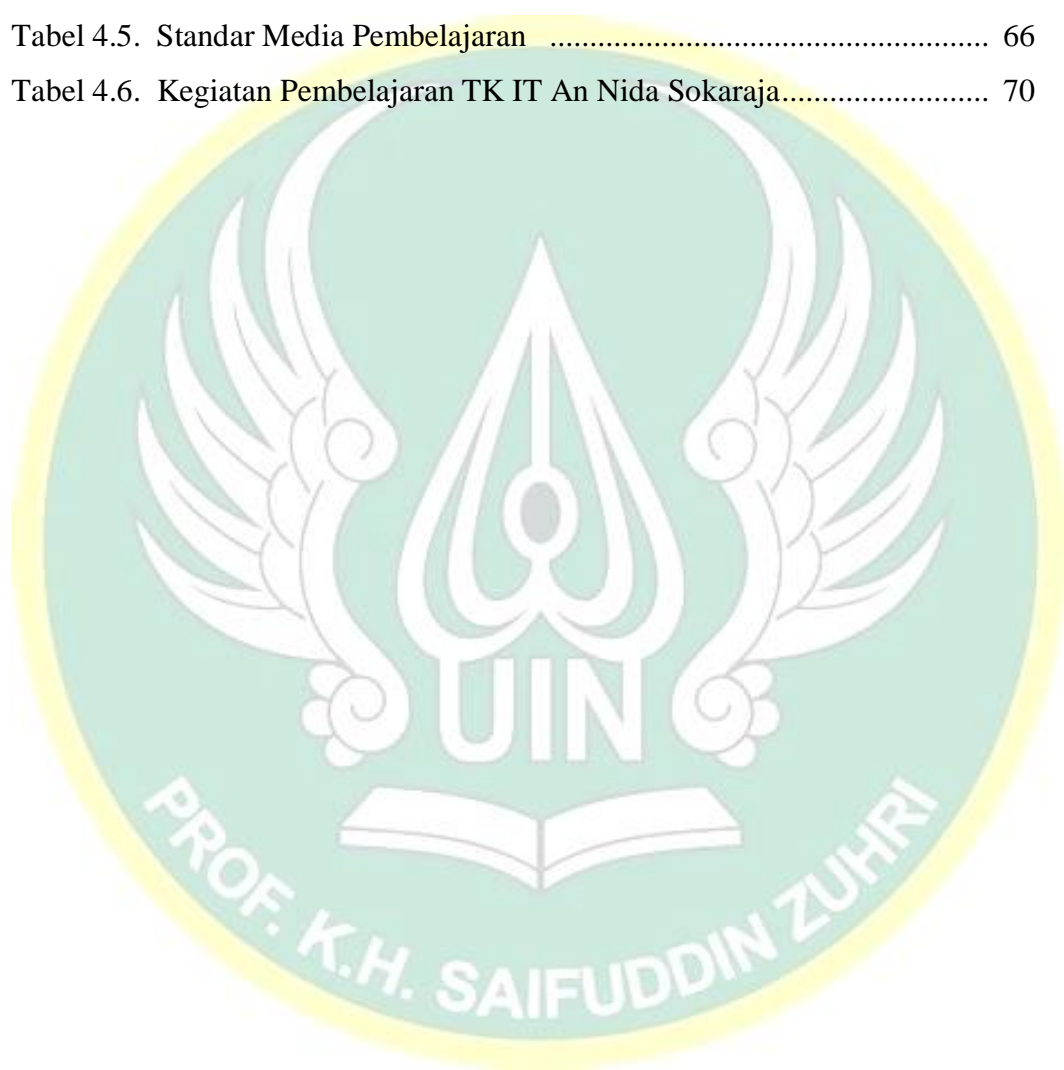 Tabel 4.5. Standar Media Pembelajaran ................................................... 66
Tabel 4.6. Kegiatan Pembelajaran TK IT An Nida Sokaraja........................ 70
UIN
PROF. K.H. SAIFUDDIN ZUHRI